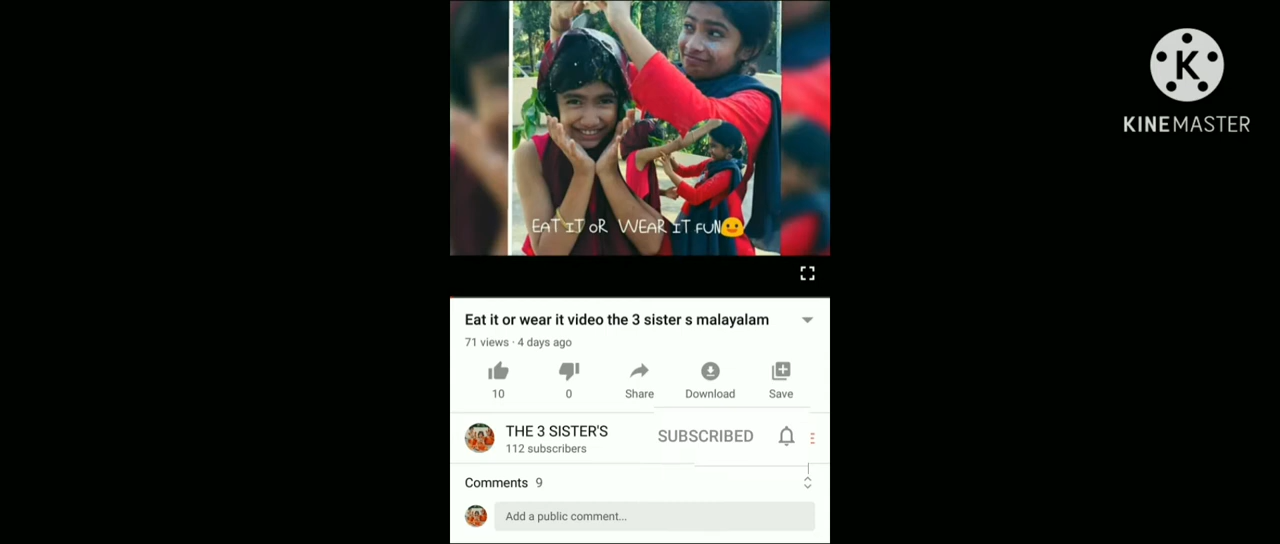 K
KINEMASTER
EAT IT OR WEAR IT FUN
Eat it or wear it video the 3 sister s malayalam
71 views · 4 days ago
10
0
Share
Download
Save
THE 3 SISTER'S
112 subscribers
SUBSCRIBED
Comments 9
Add a public comment...